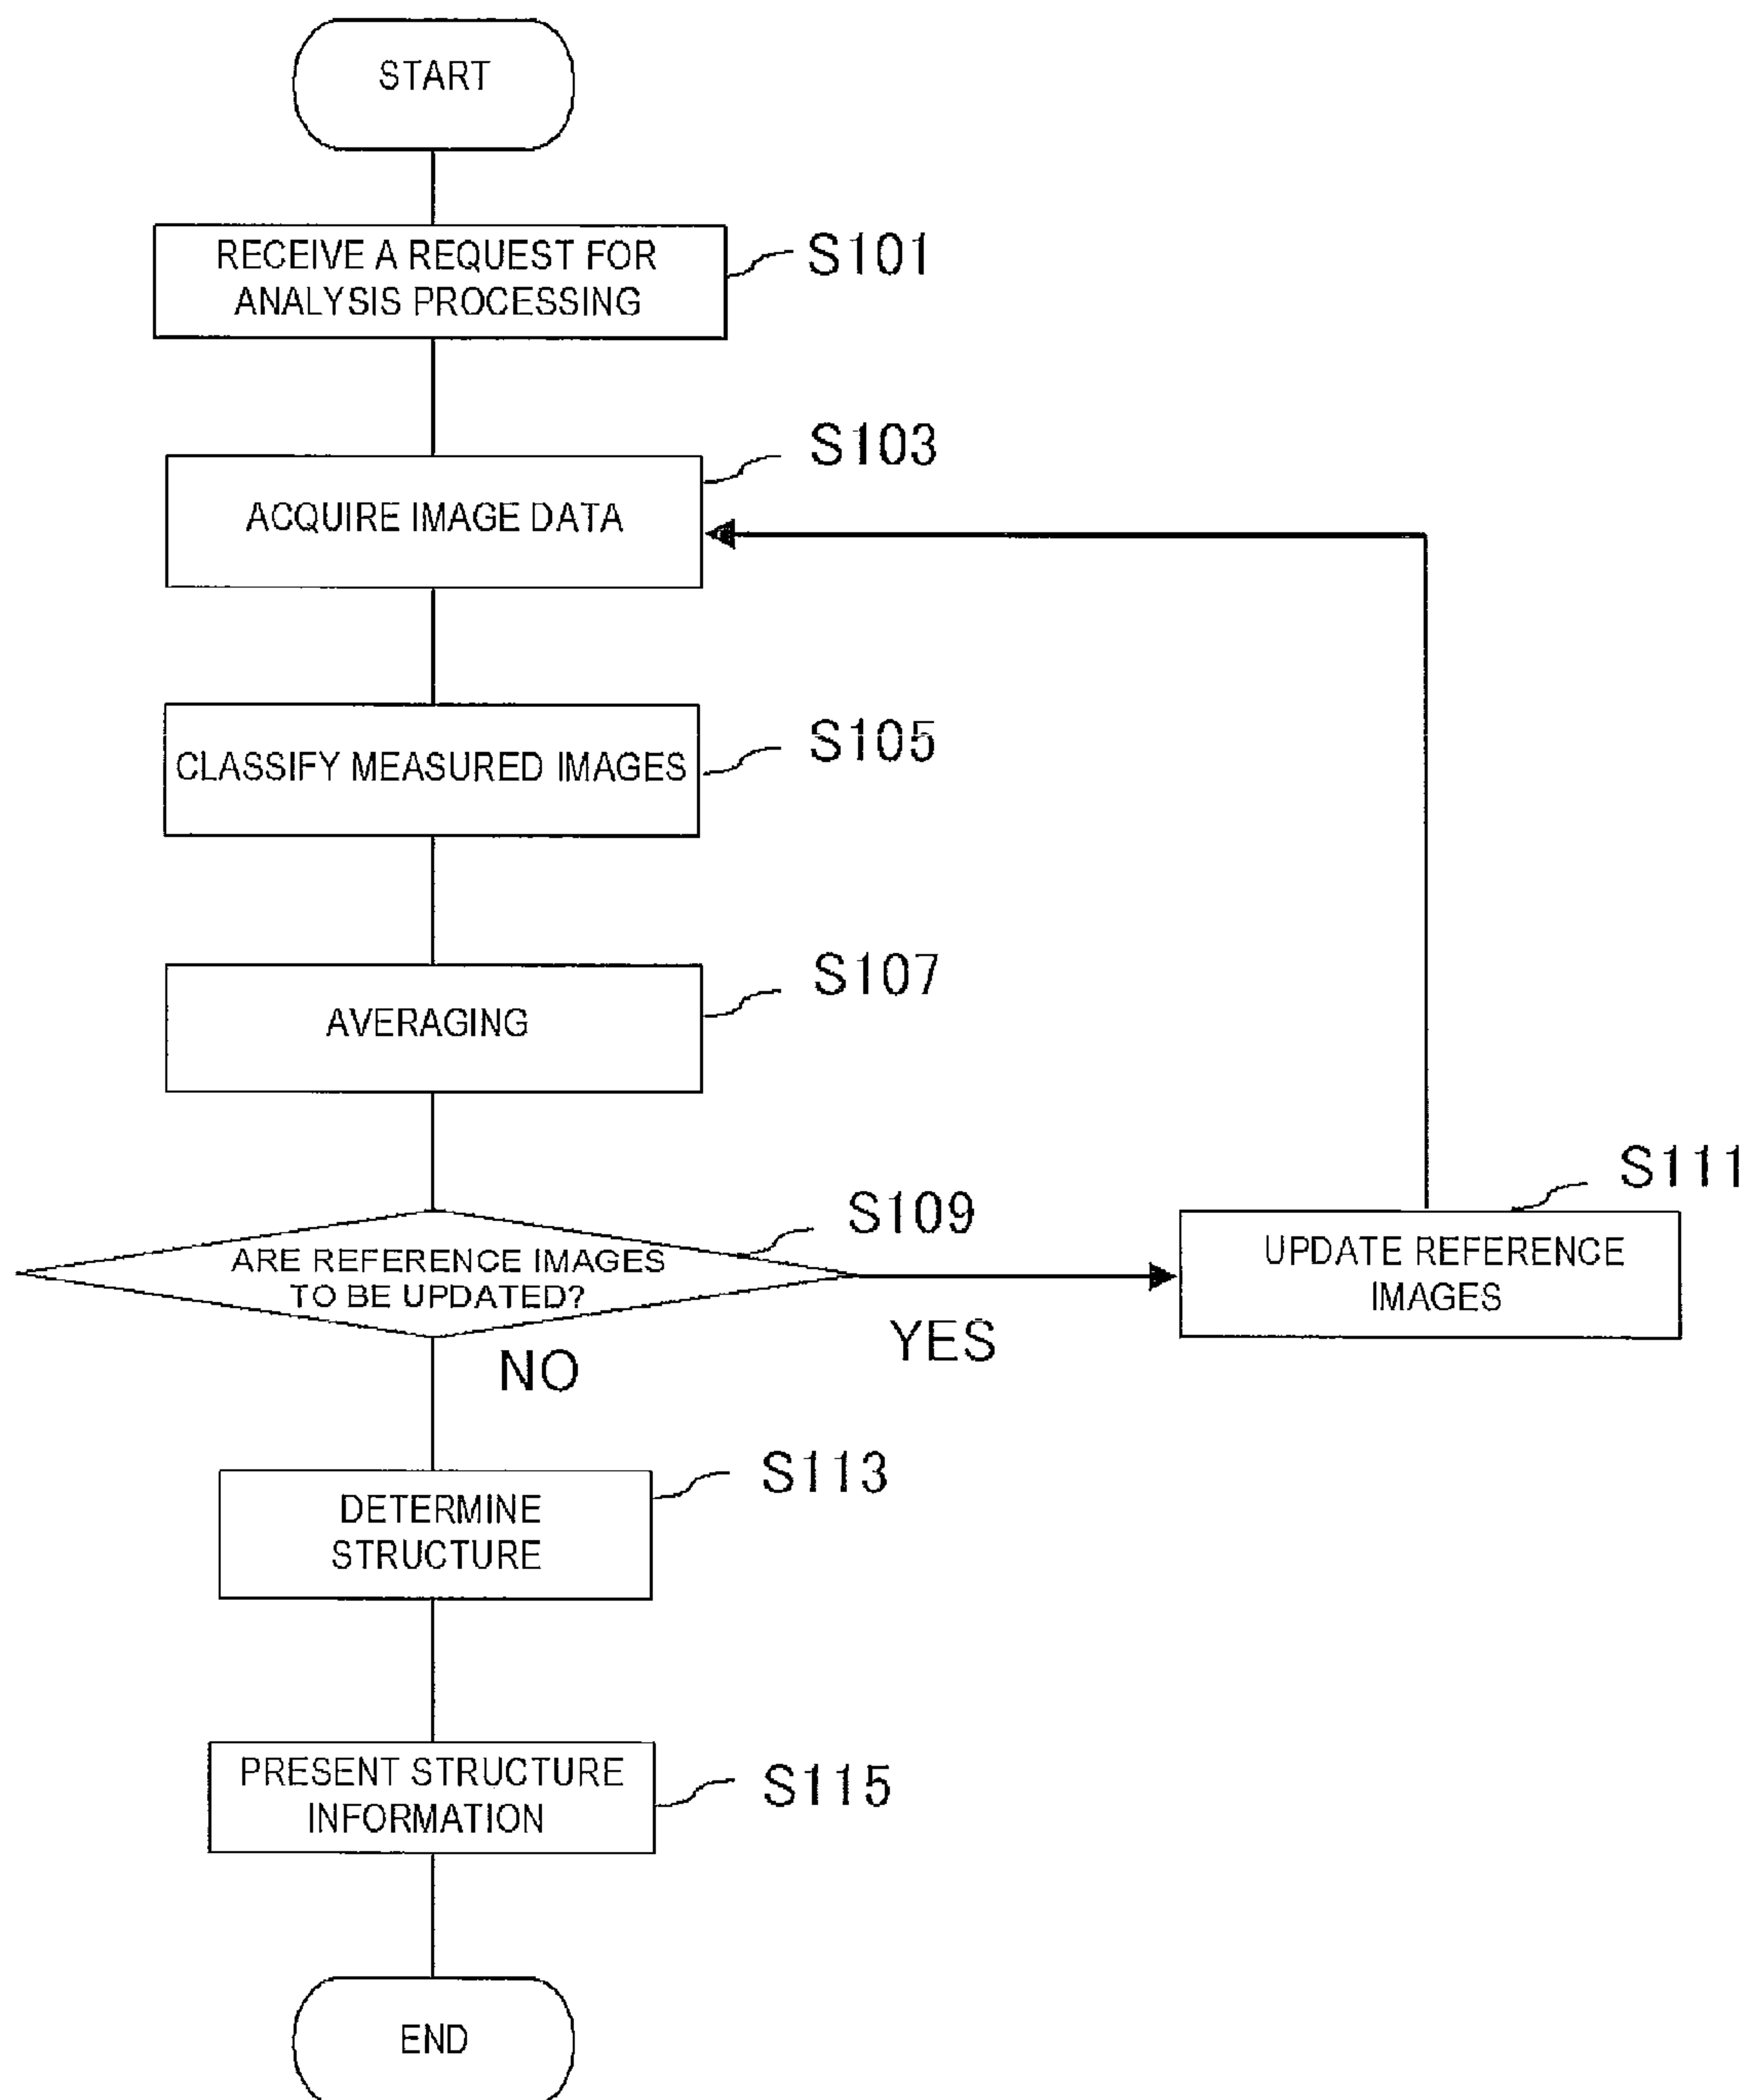 START
RECEIVE A REQUEST FOR
ANALYSIS PROCESSING
S101
ACQUIRE IMAGE DATA
S103
CLASSIFY MEASURED IMAGES
S105
AVERAGING
S107
ARE REFERENCE IMAGES
TO BE UPDATED?
S109
YES
NO
UPDATE REFERENCE
IMAGES
S111
DETERMINE
STRUCTURE
S113
PRESENT STRUCTURE
INFORMATION
S115
END